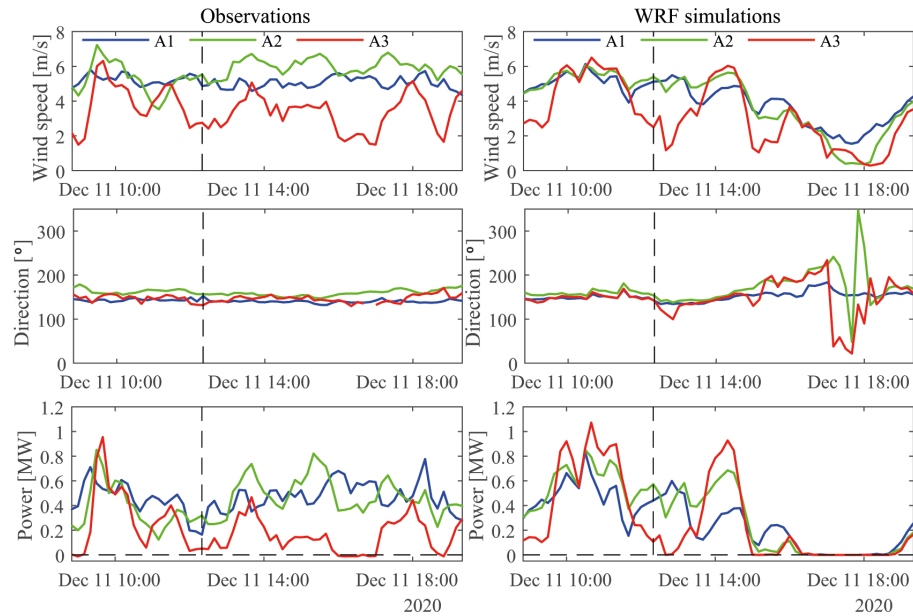 Observations
WRF simulations
A1 A2 A3
A1 A2 A3
Wind speed [m/s]
8
6
4
2
0
Dec 11 10:00 Dec 11 14:00 Dec 11 18:00
Wind speed [m/s]
8
6
4
2
0
Dec 11 10:00 Dec 11 14:00 Dec 11 18:00
Direction [°]
300
200
100
0
Dec 11 10:00 Dec 11 14:00 Dec 11 18:00
Direction [°]
300
200
100
0
Dec 11 10:00 Dec 11 14:00 Dec 11 18:00
Power [MW]
1.2
1
0.8
0.6
0.4
0.2
0
Dec 11 10:00 Dec 11 14:00 Dec 11 18:00
2020
Power [MW]
1.2
1
0.8
0.6
0.4
0.2
0
Dec 11 10:00 Dec 11 14:00 Dec 11 18:00
2020